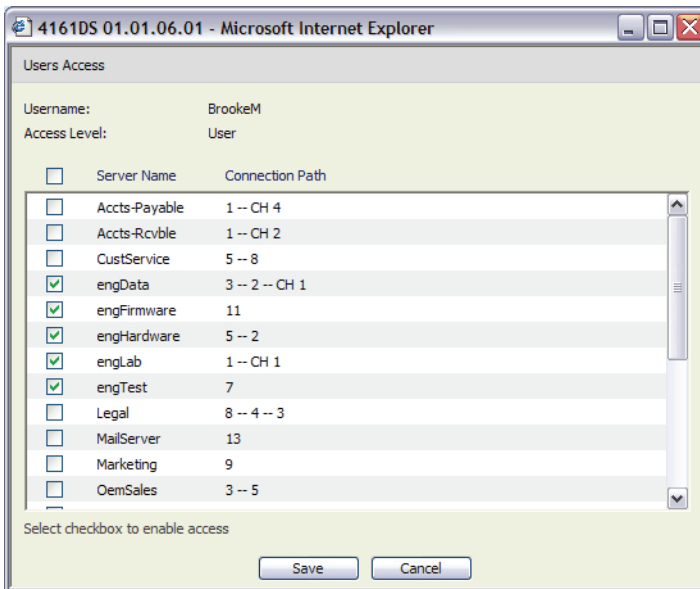 4161DS 01.01.06.01 - Microsoft Internet Explorer
Users Access
Username: BrookeM
Access Level: User
Server Name Connection Path
Accts-Payable 1 -- CH 4
Accts-Rcvble 1 -- CH 2
CustService 5 -- 8
engData 3 -- 2 -- CH 1
engFirmware 11
engHardware 5 -- 2
engLab 1 -- CH 1
engTest 7
Legal 8 -- 4 -- 3
MailServer 13
Marketing 9
OemSales 3 -- 5
Select checkbox to enable access
Save Cancel